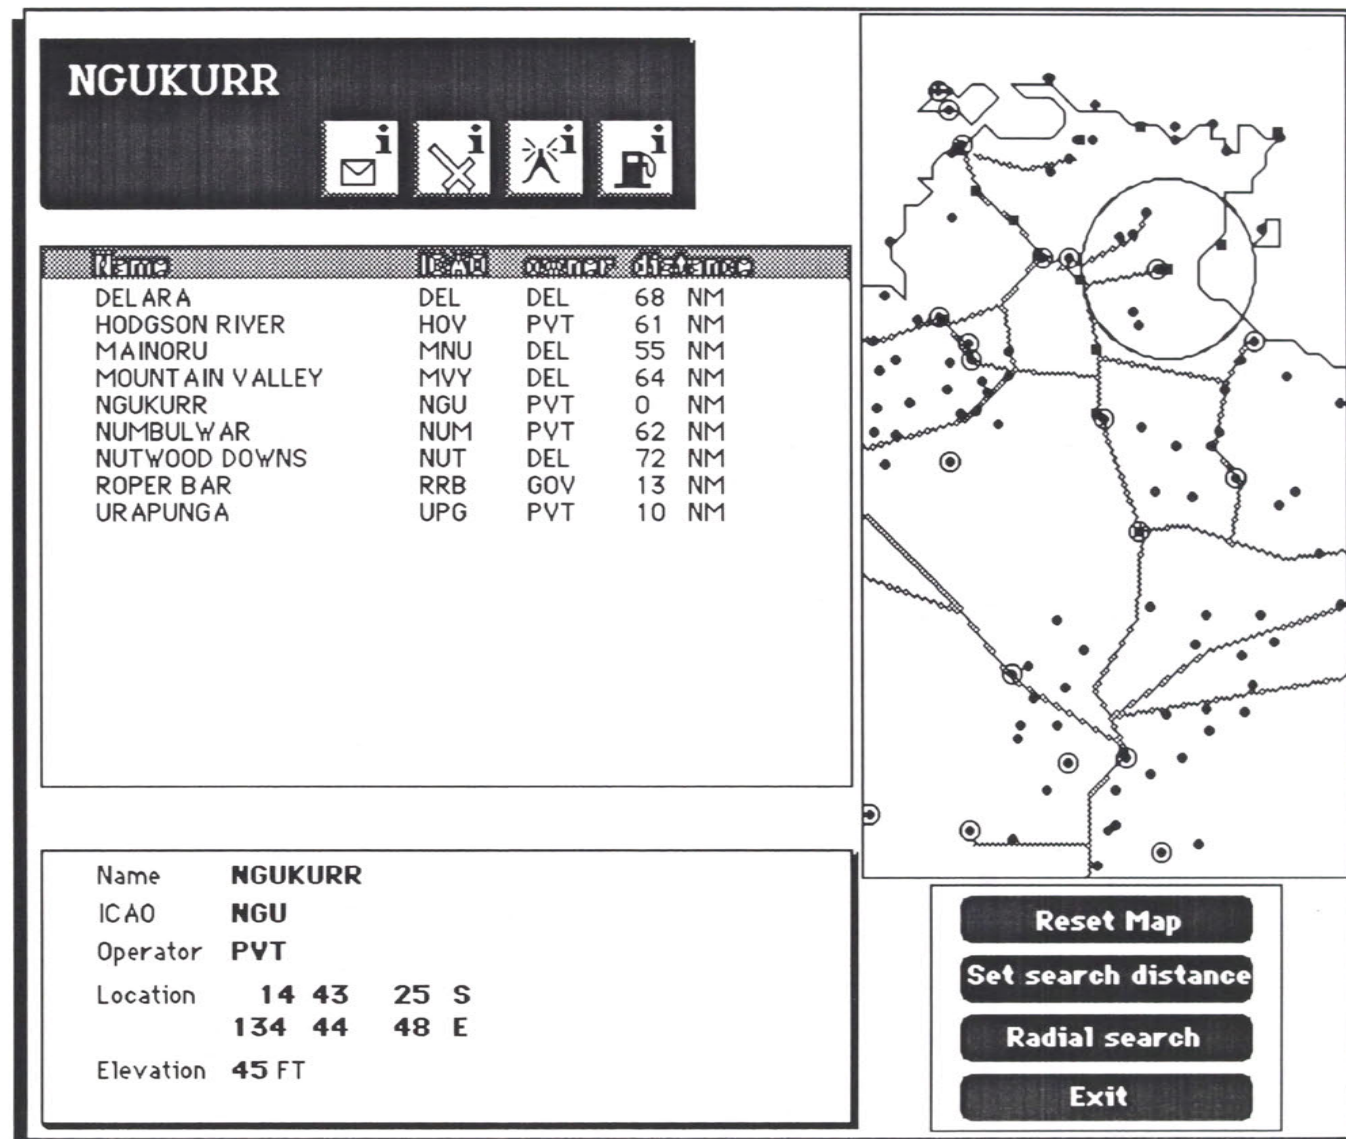 NGUKURR
i i i i
Name ICAO owner distance
DELARA DEL DEL 68 NM
HODGSON RIVER HOV PVT 61 NM
MAINORU MNU DEL 55 NM
MOUNTAIN VALLEY MVY DEL 64 NM
NGUKURR NGU PVT 0 NM
NUMBULWAR NUM PVT 62 NM
NUTWOOD DOWNS NUT DEL 72 NM
ROPER BAR RRB GOV 13 NM
URAPUNGA UPG PVT 10 NM
Name NGUKURR
ICAO NGU
Operator PVT
Location 14 43 25 S
134 44 48 E
Elevation 45 FT
Reset Map
Set search distance
Radial search
Exit